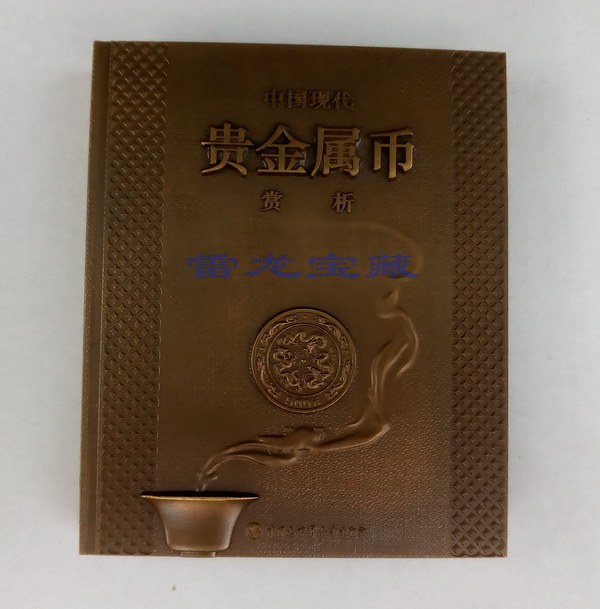 中国现代
贵金属币
赏 析
雷龙宝藏